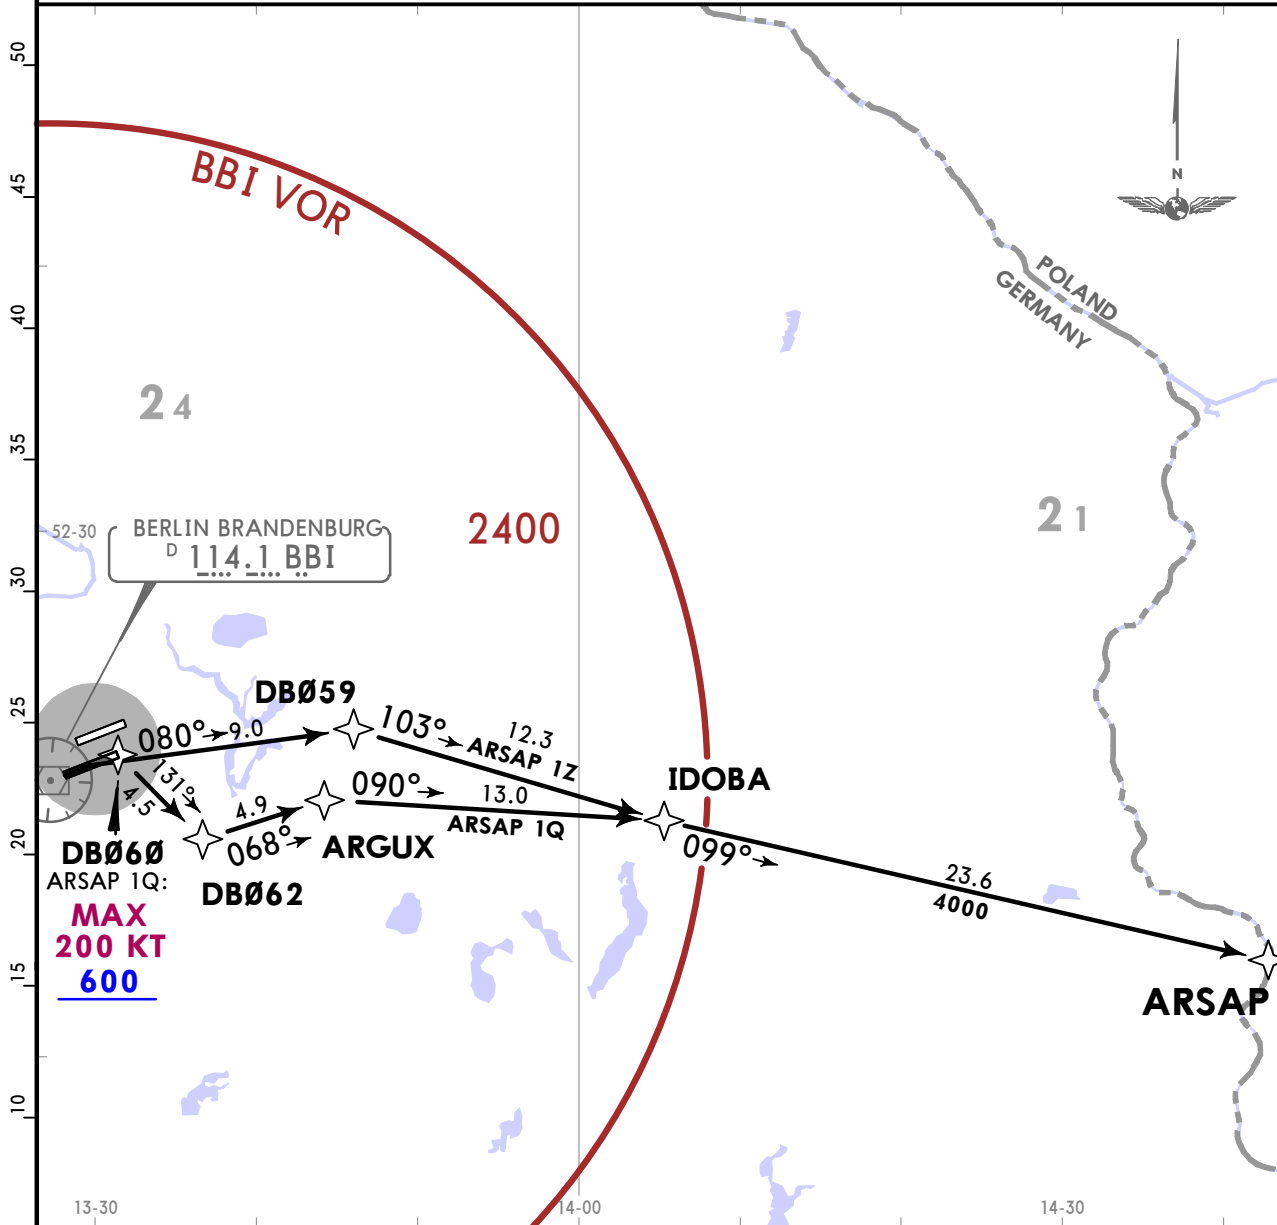 50
45
40
35
30
25
20
15
10
BBI VOR
N
POLAND
GERMANY
24
2400
21
52-30
BERLIN BRANDENBURG
D 114.1 BBI
DBØ59
080°
9.0
103°
12.3
ARSAP 1Z
IDOBA
131°
4.5
4.9
068°
090°
13.0
ARSAP 1Q
ARGUX
099°
23.6
4000
DBØ6Ø
ARSAP 1Q:
MAX
200 KT
600
DBØ62
ARSAP
13-30
14-00
14-30